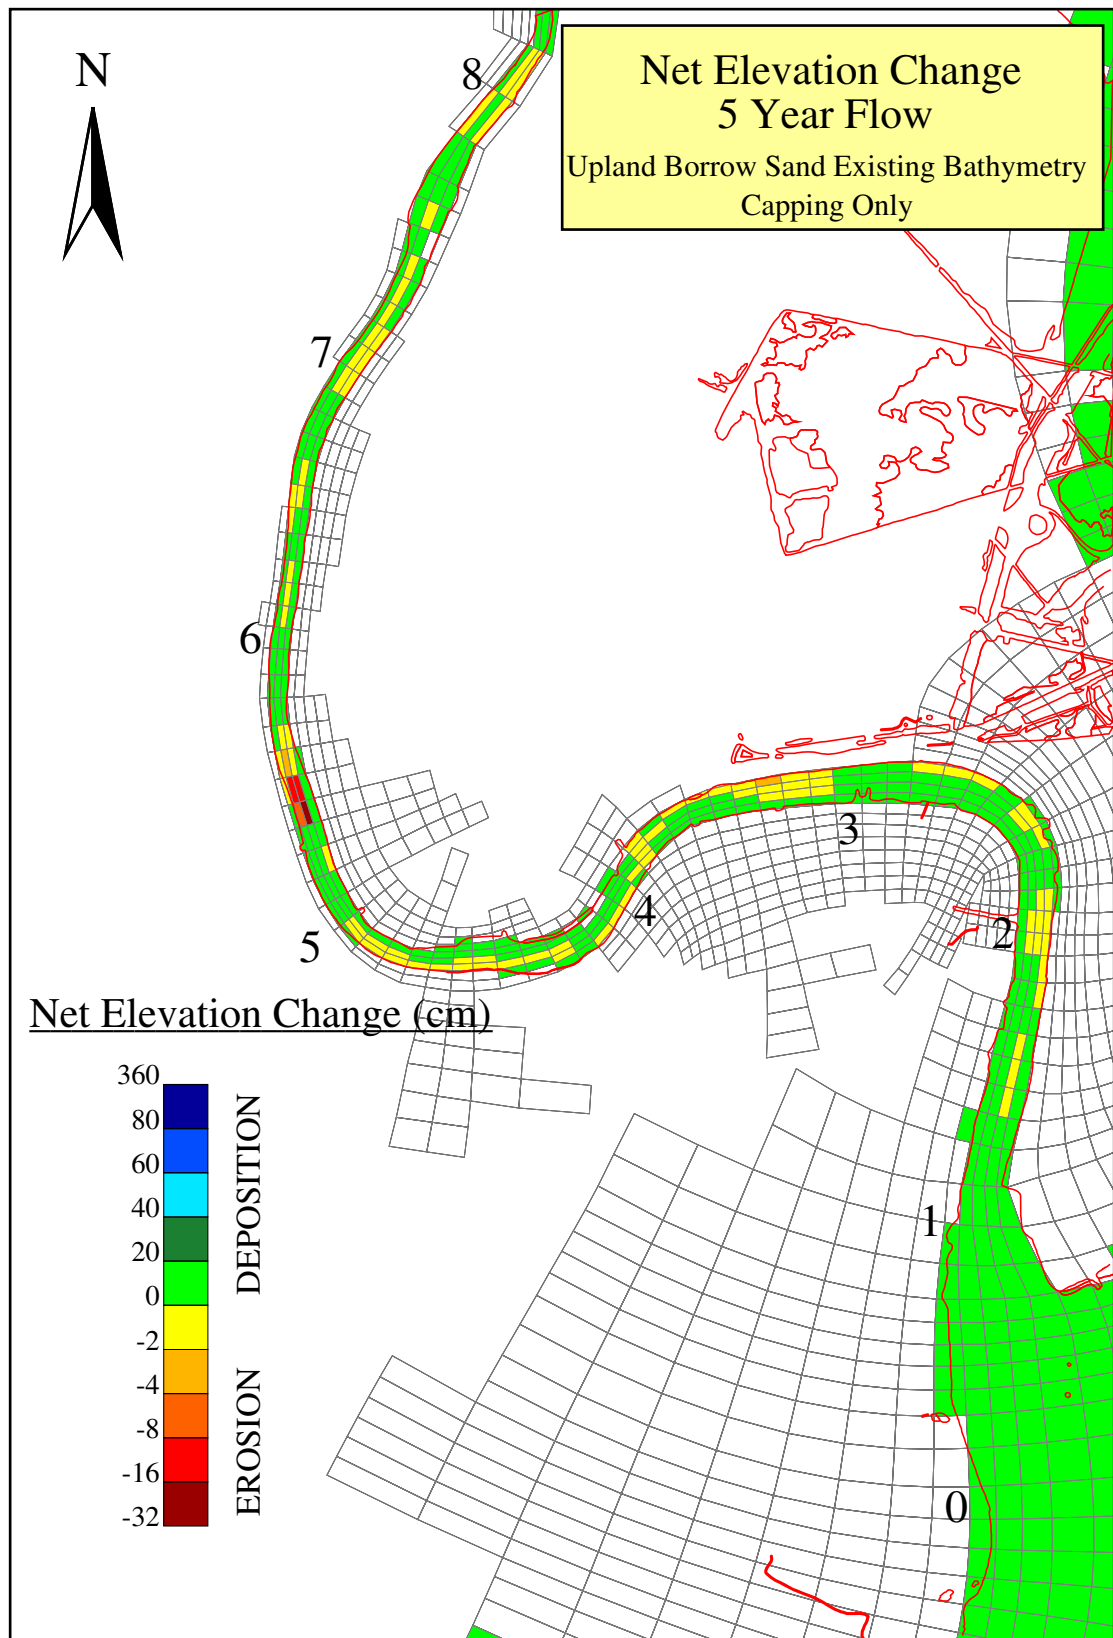 N
Net Elevation Change
5 Year Flow
Upland Borrow Sand Existing Bathymetry
Capping Only
8
7
6
5
4
3
2
1
0
Net Elevation Change (cm)
360
80
60
40
20
0
-2
-4
-8
-16
-32
DEPOSITION
EROSION